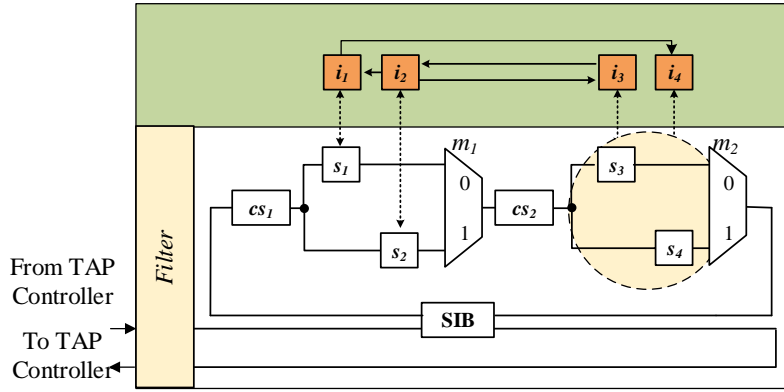 i1 i2 i3 i4
m1 m2
s1 s3
0 0
cs1 cs2
1 1
s2 s4
Filter
From TAP
Controller
SIB
To TAP
Controller